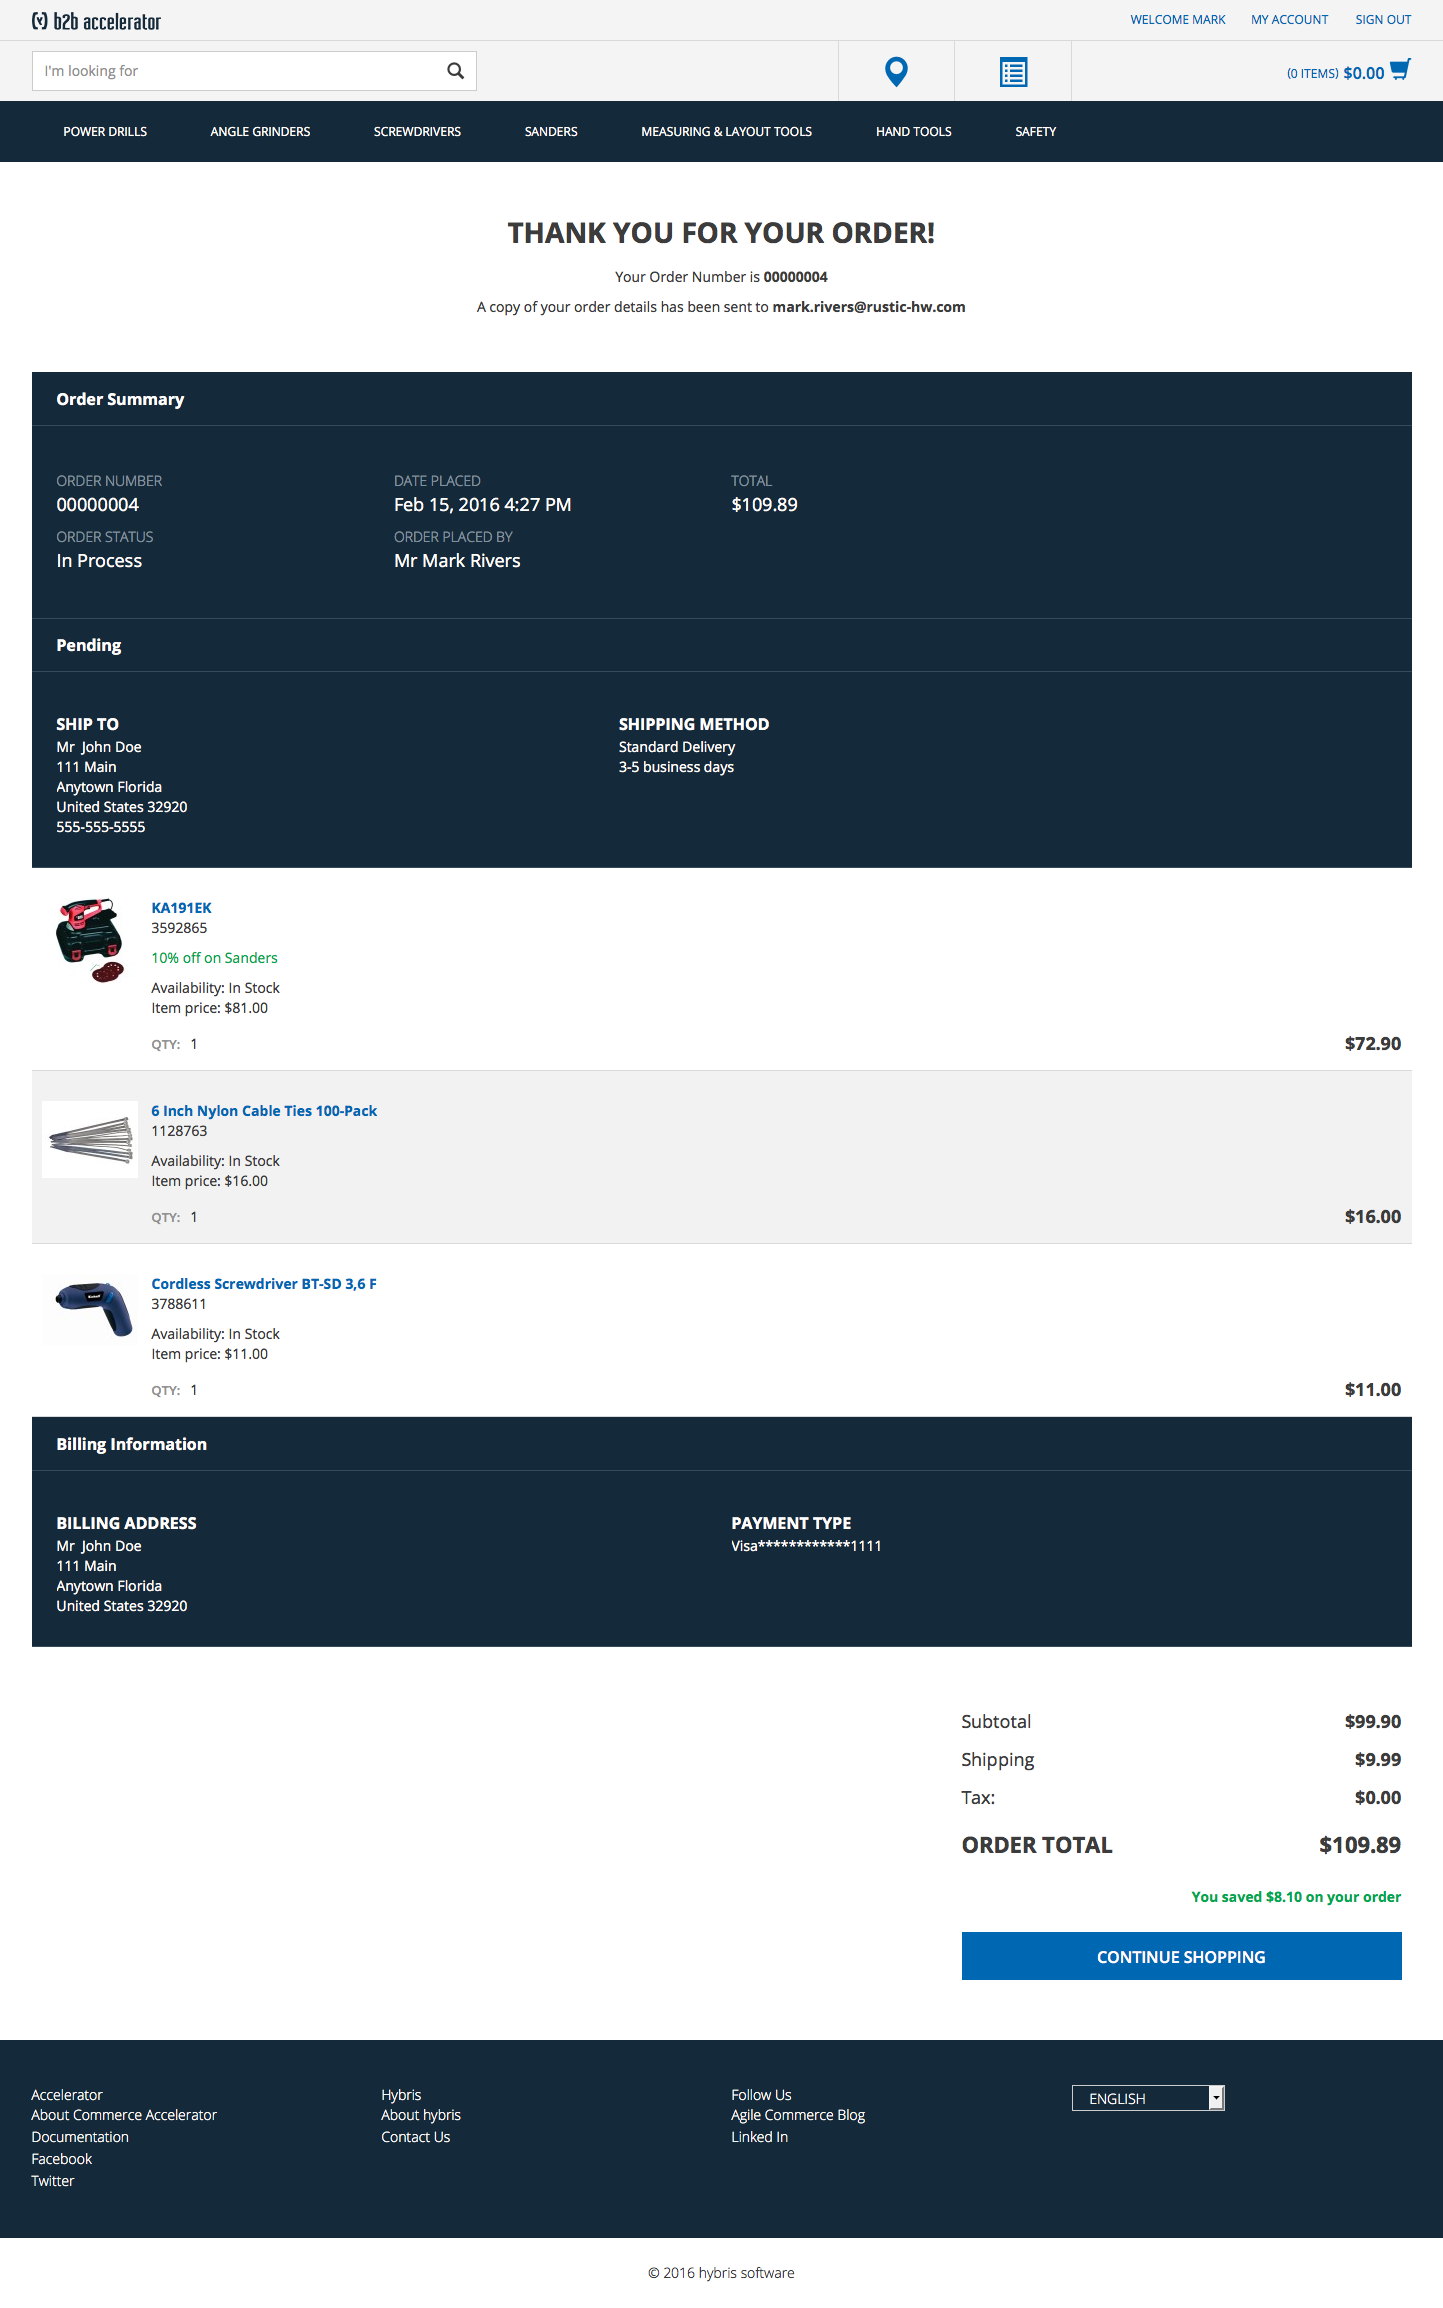 b2b accelerator
WELCOME MARK MY ACCOUNT SIGN OUT
I'm looking for
(0 ITEMS) $0.00
POWER DRILLS ANGLE GRINDERS SCREWDRIVERS SANDERS MEASURING & LAYOUT TOOLS HAND TOOLS SAFETY
THANK YOU FOR YOUR ORDER!
Your Order Number is 00000004
A copy of your order details has been sent to mark.rivers@rustic-hw.com
Order Summary
ORDER NUMBER DATE PLACED TOTAL
00000004 Feb 15, 2016 4:27 PM $109.89
ORDER STATUS ORDER PLACED BY
In Process Mr Mark Rivers
Pending
SHIP TO SHIPPING METHOD
Mr John Doe Standard Delivery
111 Main 3-5 business days
Anytown Florida
United States 32920
555-555-5555
KA191EK
3592865
10% off on Sanders
Availability: In Stock
Item price: $81.00
QTY: 1 $72.90
6 Inch Nylon Cable Ties 100-Pack
1128763
Availability: In Stock
Item price: $16.00
QTY: 1 $16.00
Cordless Screwdriver BT-SD 3,6 F
3788611
Availability: In Stock
Item price: $11.00
QTY: 1 $11.00
Billing Information
BILLING ADDRESS PAYMENT TYPE
Mr John Doe Visa************1111
111 Main
Anytown Florida
United States 32920
Subtotal $99.90
Shipping $9.99
Tax: $0.00
ORDER TOTAL $109.89
You saved $8.10 on your order
CONTINUE SHOPPING
Accelerator Hybris Follow Us ENGLISH
About Commerce Accelerator About hybris Agile Commerce Blog
Documentation Contact Us Linked In
Facebook
Twitter
© 2016 hybris software